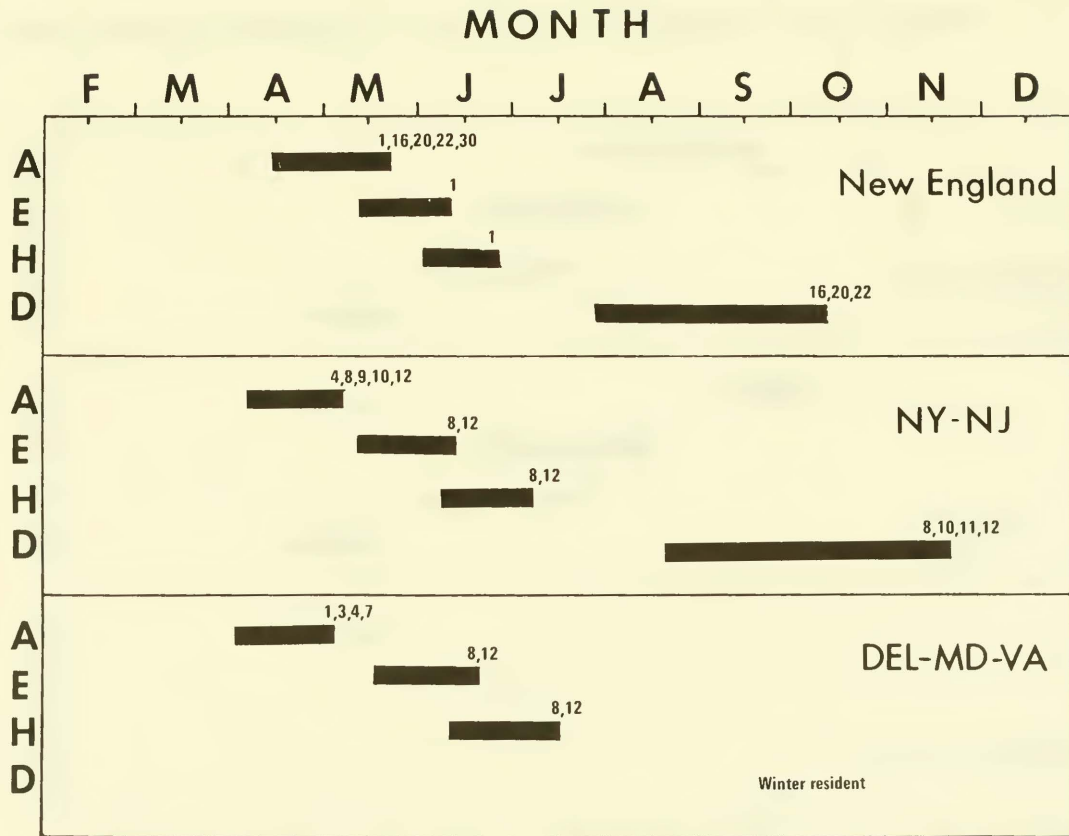 MONTH
F M A M J J A S O N D
A 1,16,20,22,30
New England
E 1
H 1
D 16,20,22
A 4,8,9,10,12
NY-NJ
E 8,12
H 8,12
D 8,10,11,12
A 1,3,4,7
DEL-MD-VA
E 8,12
H 8,12
D Winter resident